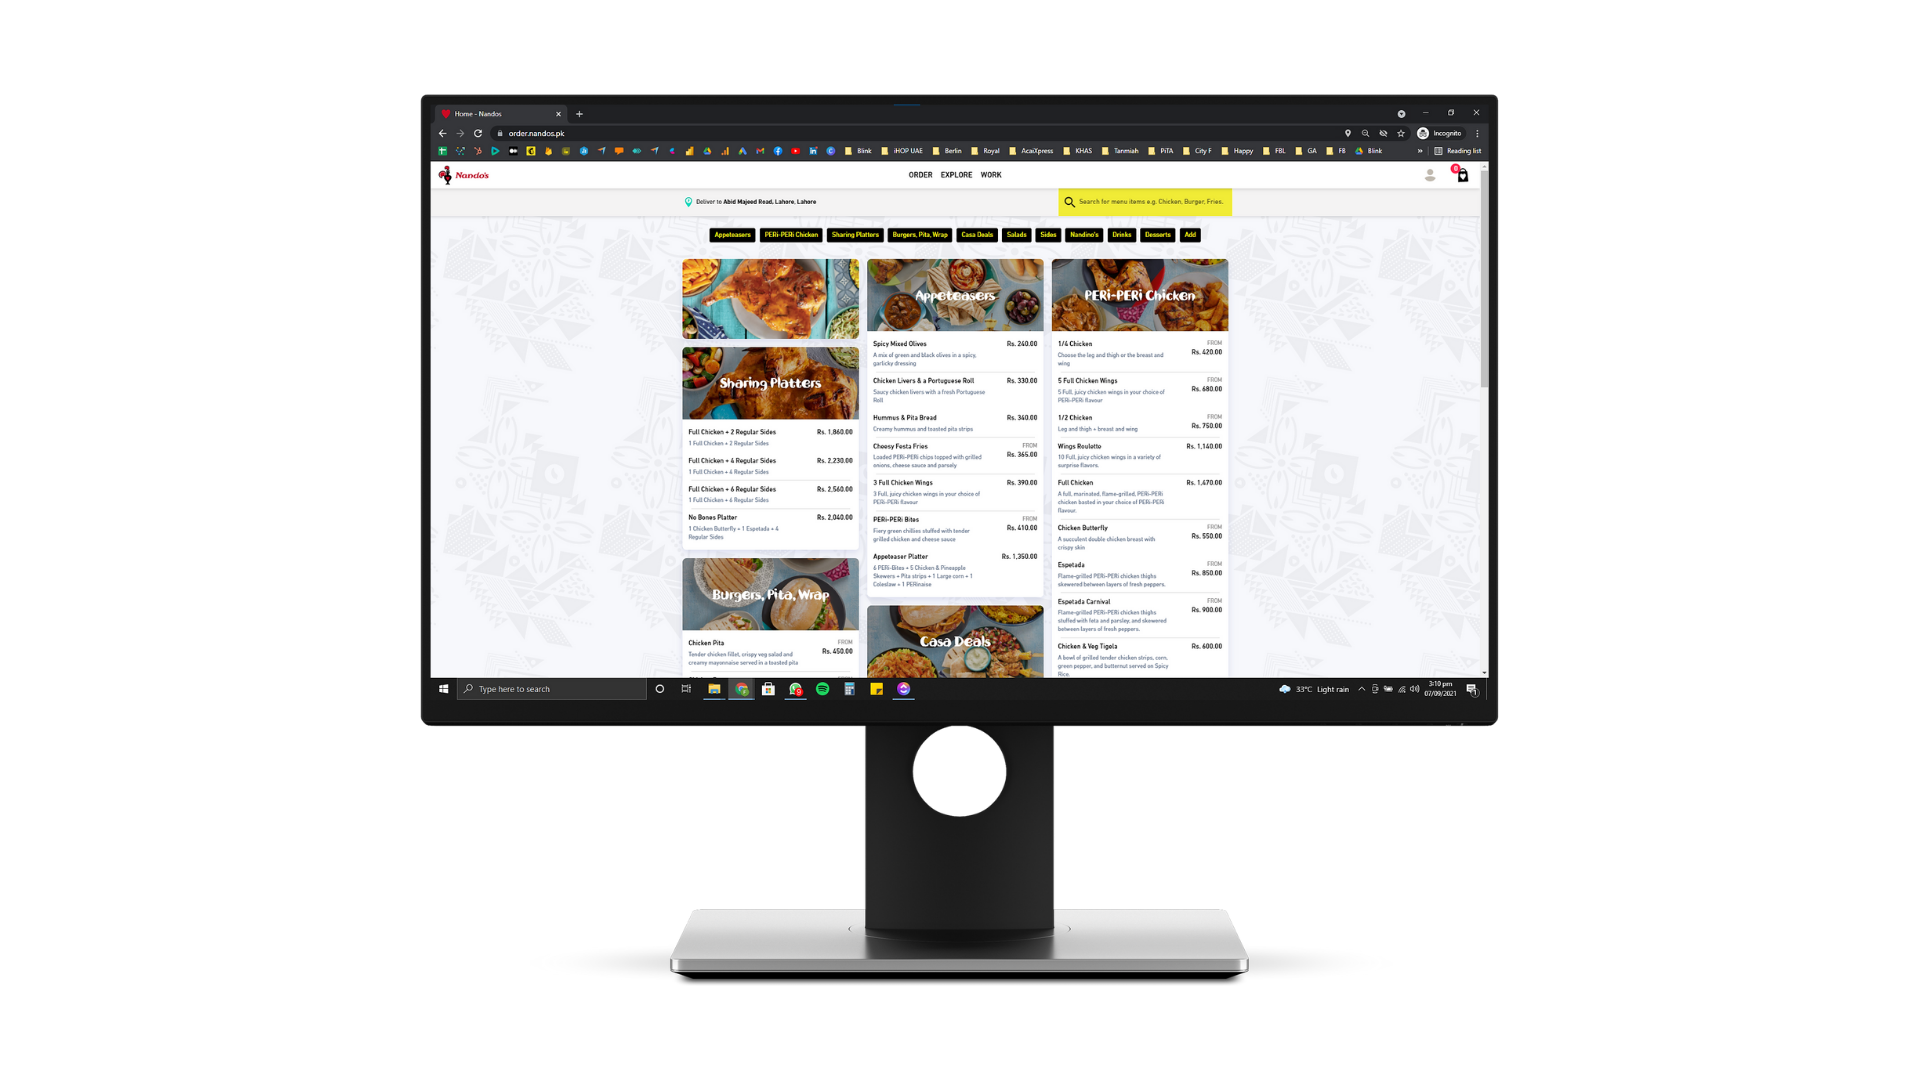 Home - Nandos
order.nandos.pk
Incognito
Blink
iHOP UAE
Berlin
Royal
AcaiXpress
KHAS
Tanmiah
PiTA
City F
Happy
FBL
GA
FB
Blink
»
Reading list
Nando's
ORDER EXPLORE WORK
0
Deliver to Abid Majeed Road, Lahore, Lahore
Search for menu items e.g. Chicken, Burger, Fries.
Appeteasers
PERi-PERi Chicken
Sharing Platters
Burgers, Pita, Wrap
Casa Deals
Salads
Sides
Nandino's
Drinks
Desserts
Add
Sharing Platters
Full Chicken + 2 Regular Sides Rs. 1,860.00
1 Full Chicken + 2 Regular Sides
Full Chicken + 4 Regular Sides Rs. 2,230.00
1 Full Chicken + 4 Regular Sides
Full Chicken + 6 Regular Sides Rs. 2,560.00
1 Full Chicken + 6 Regular Sides
No Bones Platter Rs. 2,040.00
1 Chicken Butterfly + 1 Espetada + 4
Regular Sides
Burgers, Pita, Wrap
Chicken Pita FROM
Rs. 450.00
Tender chicken fillet, crispy veg salad and
creamy mayonnaise served in a toasted pita
Appeteasers
Spicy Mixed Olives Rs. 240.00
A mix of green and black olives in a spicy,
garlicky dressing
Chicken Livers & a Portuguese Roll Rs. 330.00
Saucy chicken livers with a fresh Portuguese
Roll
Hummus & Pita Bread Rs. 340.00
Creamy hummus and toasted pita strips
Cheesy Festa Fries FROM
Rs. 365.00
Loaded PERi-PERi chips topped with grilled
onions, cheese sauce and parsely
3 Full Chicken Wings Rs. 390.00
3 Full, juicy chicken wings in your choice of
PERi-PERi flavour
PERi-PERi Bites FROM
Rs. 410.00
Fiery green chillies stuffed with tender
grilled chicken and cheese sauce
Appeteaser Platter Rs. 1,350.00
6 PERi-Bites + 5 Chicken & Pineapple
Skewers + Pita strips + 1 Large corn + 1
Coleslaw + 1 PERinaise
Casa Deals
PERi-PERi Chicken
1/4 Chicken FROM
Rs. 420.00
Choose the leg and thigh or the breast and
wing
5 Full Chicken Wings FROM
Rs. 680.00
5 Full, juicy chicken wings in your choice of
PERi-PERi flavour
1/2 Chicken FROM
Rs. 750.00
Leg and thigh + breast and wing
Wings Roulette Rs. 1,140.00
10 Full, juicy chicken wings in a variety of
surprise flavors.
Full Chicken Rs. 1,470.00
A full, marinated, flame-grilled, PERi-PERi
chicken basted in your choice of PERi-PERi
flavour.
Chicken Butterfly FROM
Rs. 550.00
A succulent double chicken breast with
crispy skin
Espetada FROM
Rs. 850.00
Flame-grilled PERi-PERi chicken thighs
skewered between layers of fresh peppers.
Espetada Carnival FROM
Rs. 900.00
Flame-grilled PERi-PERi chicken thighs
stuffed with feta and parsley, and skewered
between layers of fresh peppers.
Chicken & Veg Tigela Rs. 600.00
A bowl of grilled tender chicken strips, corn,
green pepper, and butternut served on Spicy
Rice.
Type here to search
33°C Light rain
3:10 pm
07/09/2021